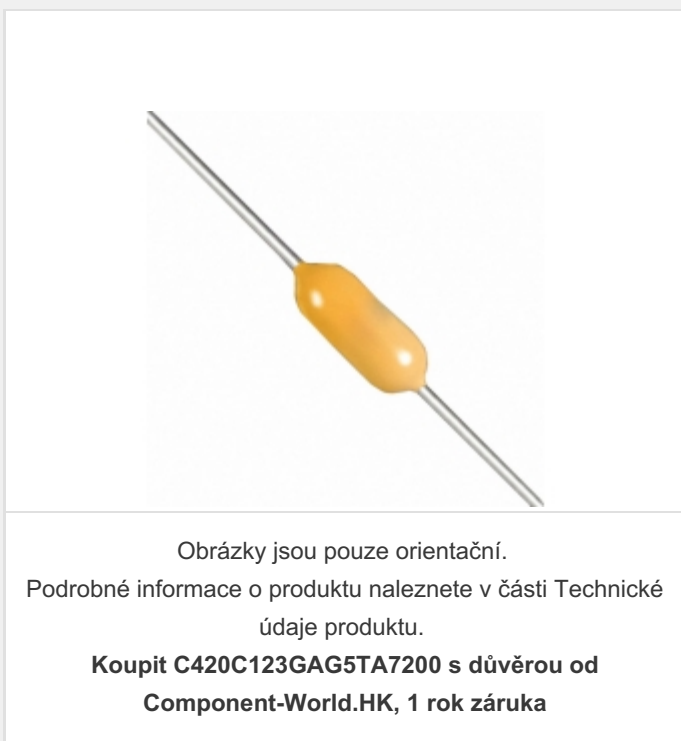 Obrázky jsou pouze orientační.
Podrobné informace o produktu naleznete v části Technické
údaje produktu.
Koupit C420C123GAG5TA7200 s důvěrou od
Component-World.HK, 1 rok záruka